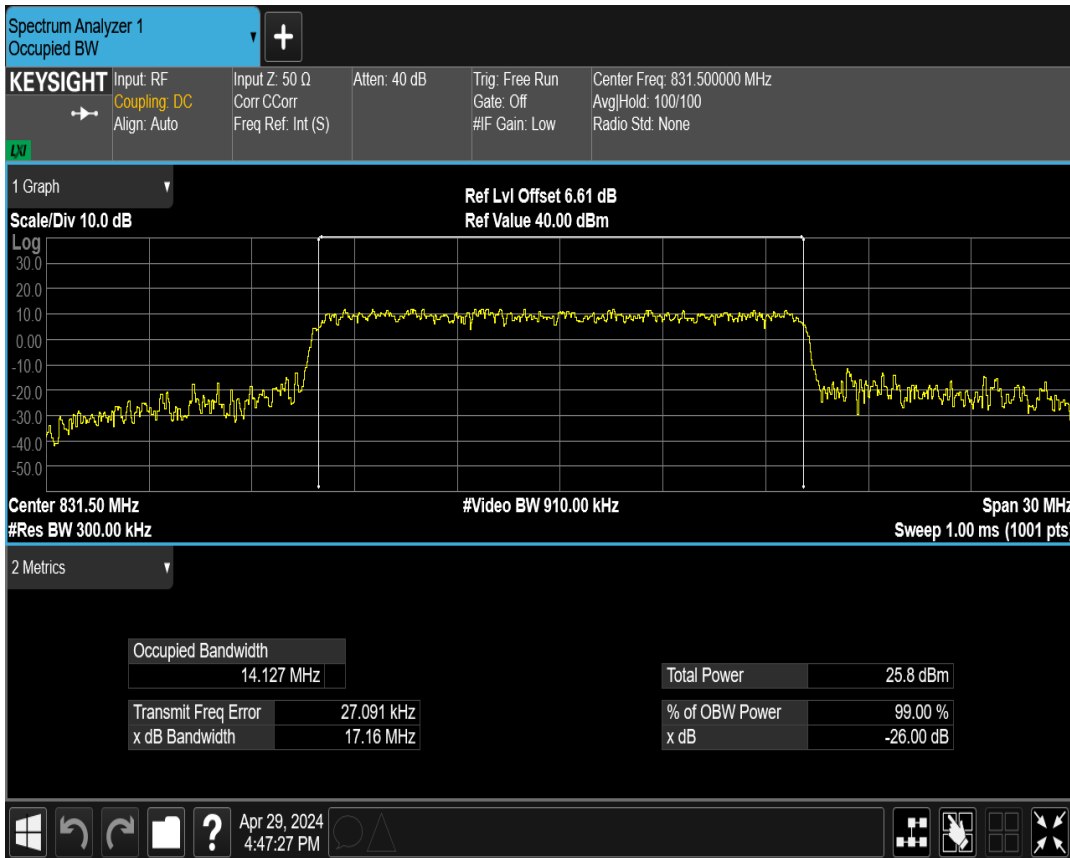 Spectrum Analyzer 1
Occupied BW
+
KEYSIGHT
LXI
Input: RF
Coupling: DC
Align: Auto
Input Z: 50 Ω
Corr CCorr
Freq Ref: Int (S)
Atten: 40 dB
Trig: Free Run
Gate: Off
#IF Gain: Low
Center Freq: 831.500000 MHz
Avg|Hold: 100/100
Radio Std: None
1 Graph
Scale/Div 10.0 dB
Ref Lvl Offset 6.61 dB
Ref Value 40.00 dBm
Log
30.0
20.0
10.0
0.00
-10.0
-20.0
-30.0
-40.0
-50.0
Center 831.50 MHz
#Video BW 910.00 kHz
Span 30 MHz
#Res BW 300.00 kHz
Sweep 1.00 ms (1001 pts)
2 Metrics
Occupied Bandwidth
14.127 MHz
Total Power 25.8 dBm
Transmit Freq Error 27.091 kHz
% of OBW Power 99.00 %
x dB Bandwidth 17.16 MHz
x dB -26.00 dB
?
Apr 29, 2024
4:47:27 PM